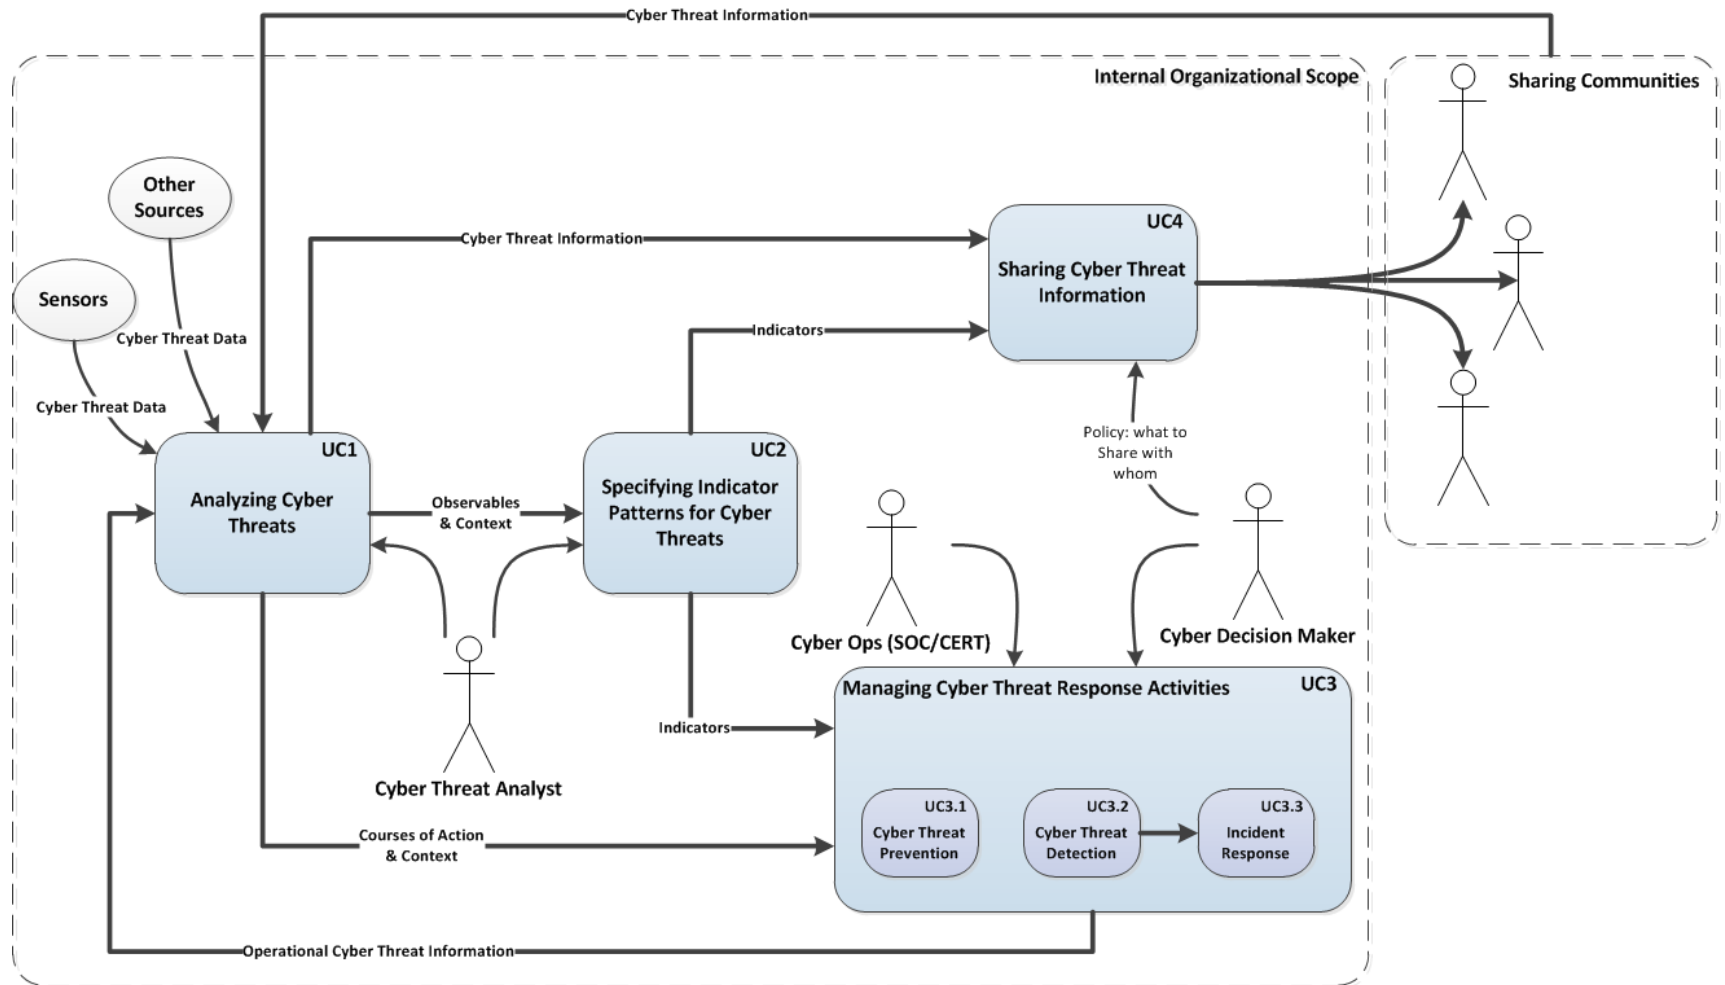 Cyber Threat Information
Internal Organizational Scope
Sharing Communities
Other
Sources
Sensors
Cyber Threat Data
Cyber Threat Data
Cyber Threat Information
UC4
Sharing Cyber Threat
Information
Indicators
Policy: what to
Share with
whom
UC1
Analyzing Cyber
Threats
Observables
& Context
UC2
Specifying Indicator
Patterns for Cyber
Threats
Cyber Ops (SOC/CERT)
Cyber Decision Maker
Cyber Threat Analyst
Indicators
Managing Cyber Threat Response Activities
UC3
UC3.1
Cyber Threat
Prevention
UC3.2
Cyber Threat
Detection
UC3.3
Incident
Response
Courses of Action
& Context
Operational Cyber Threat Information